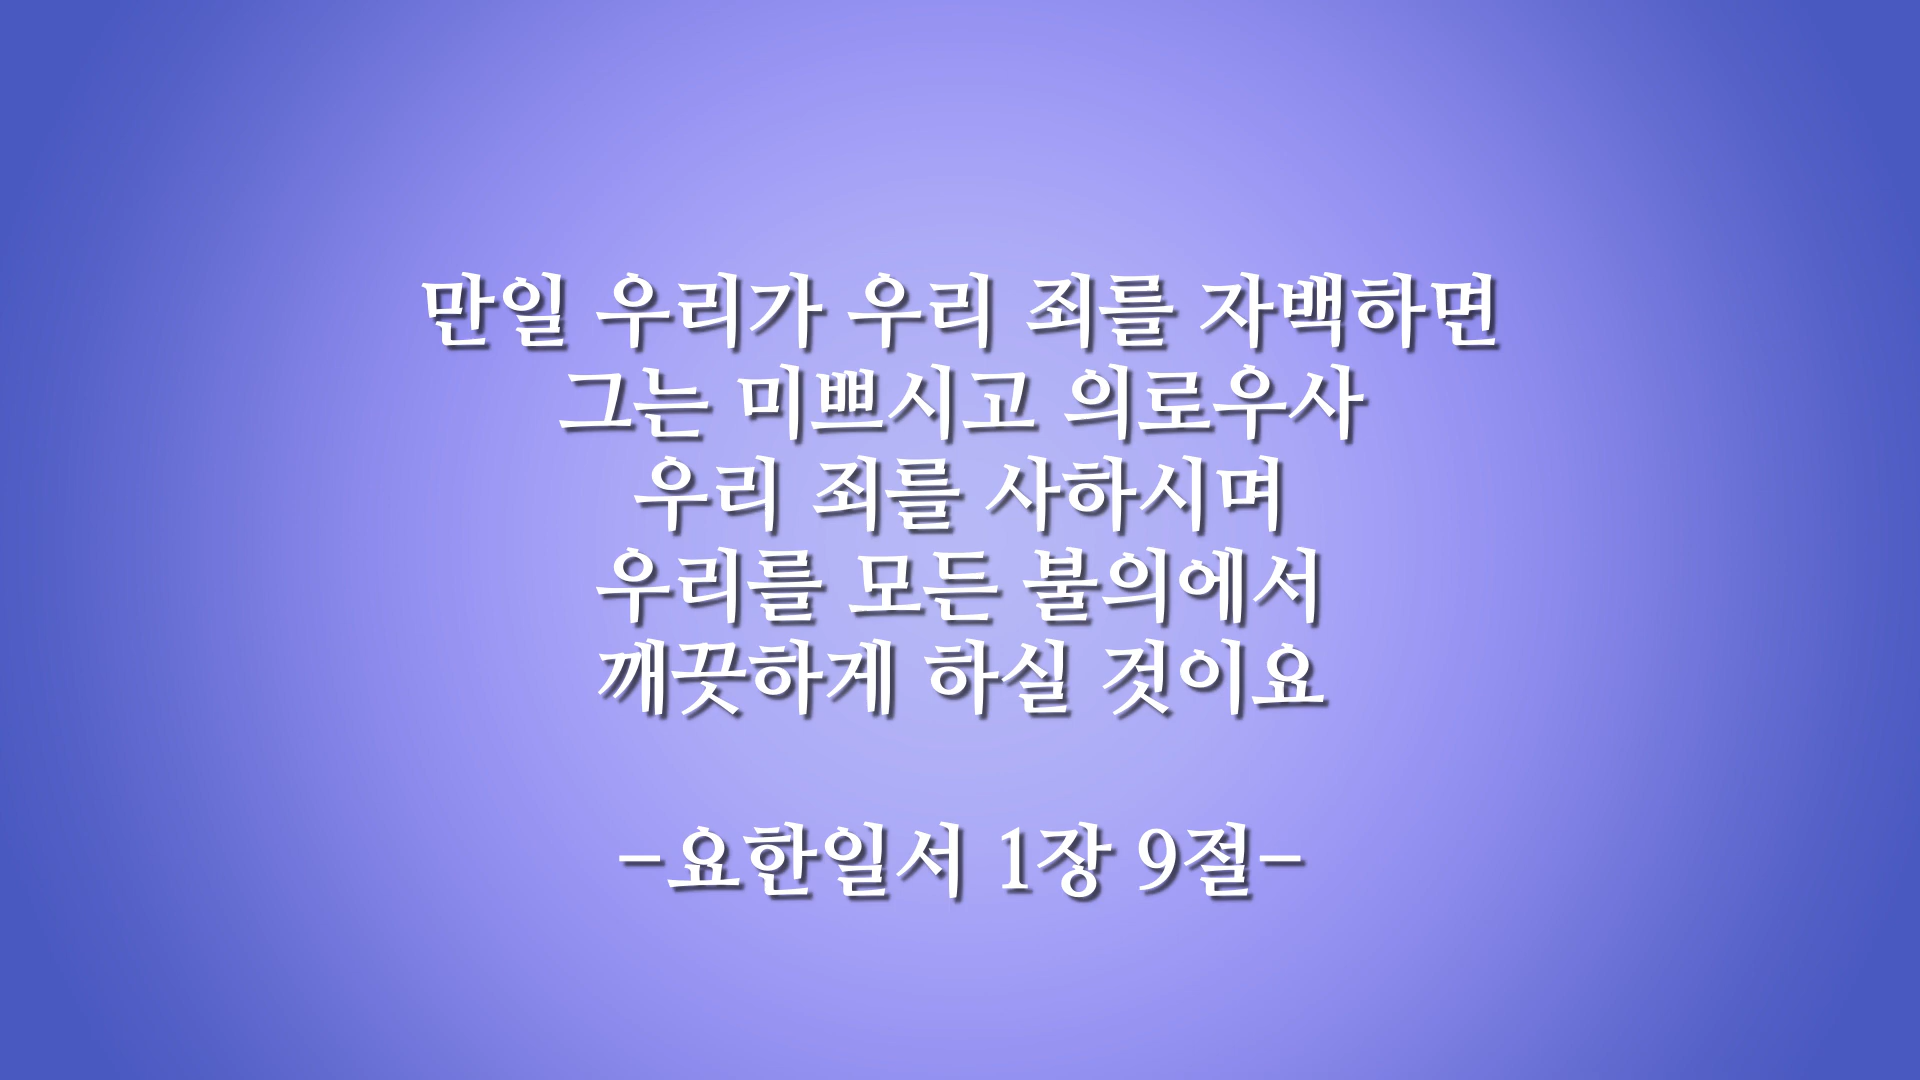 만일 우리가 우리 죄를 자백하면
그는 미쁘시고 의로우사
우리 죄를 사하시며
우리를 모든 불의에서
깨끗하게 하실 것이요
-요한일서 1장 9절-